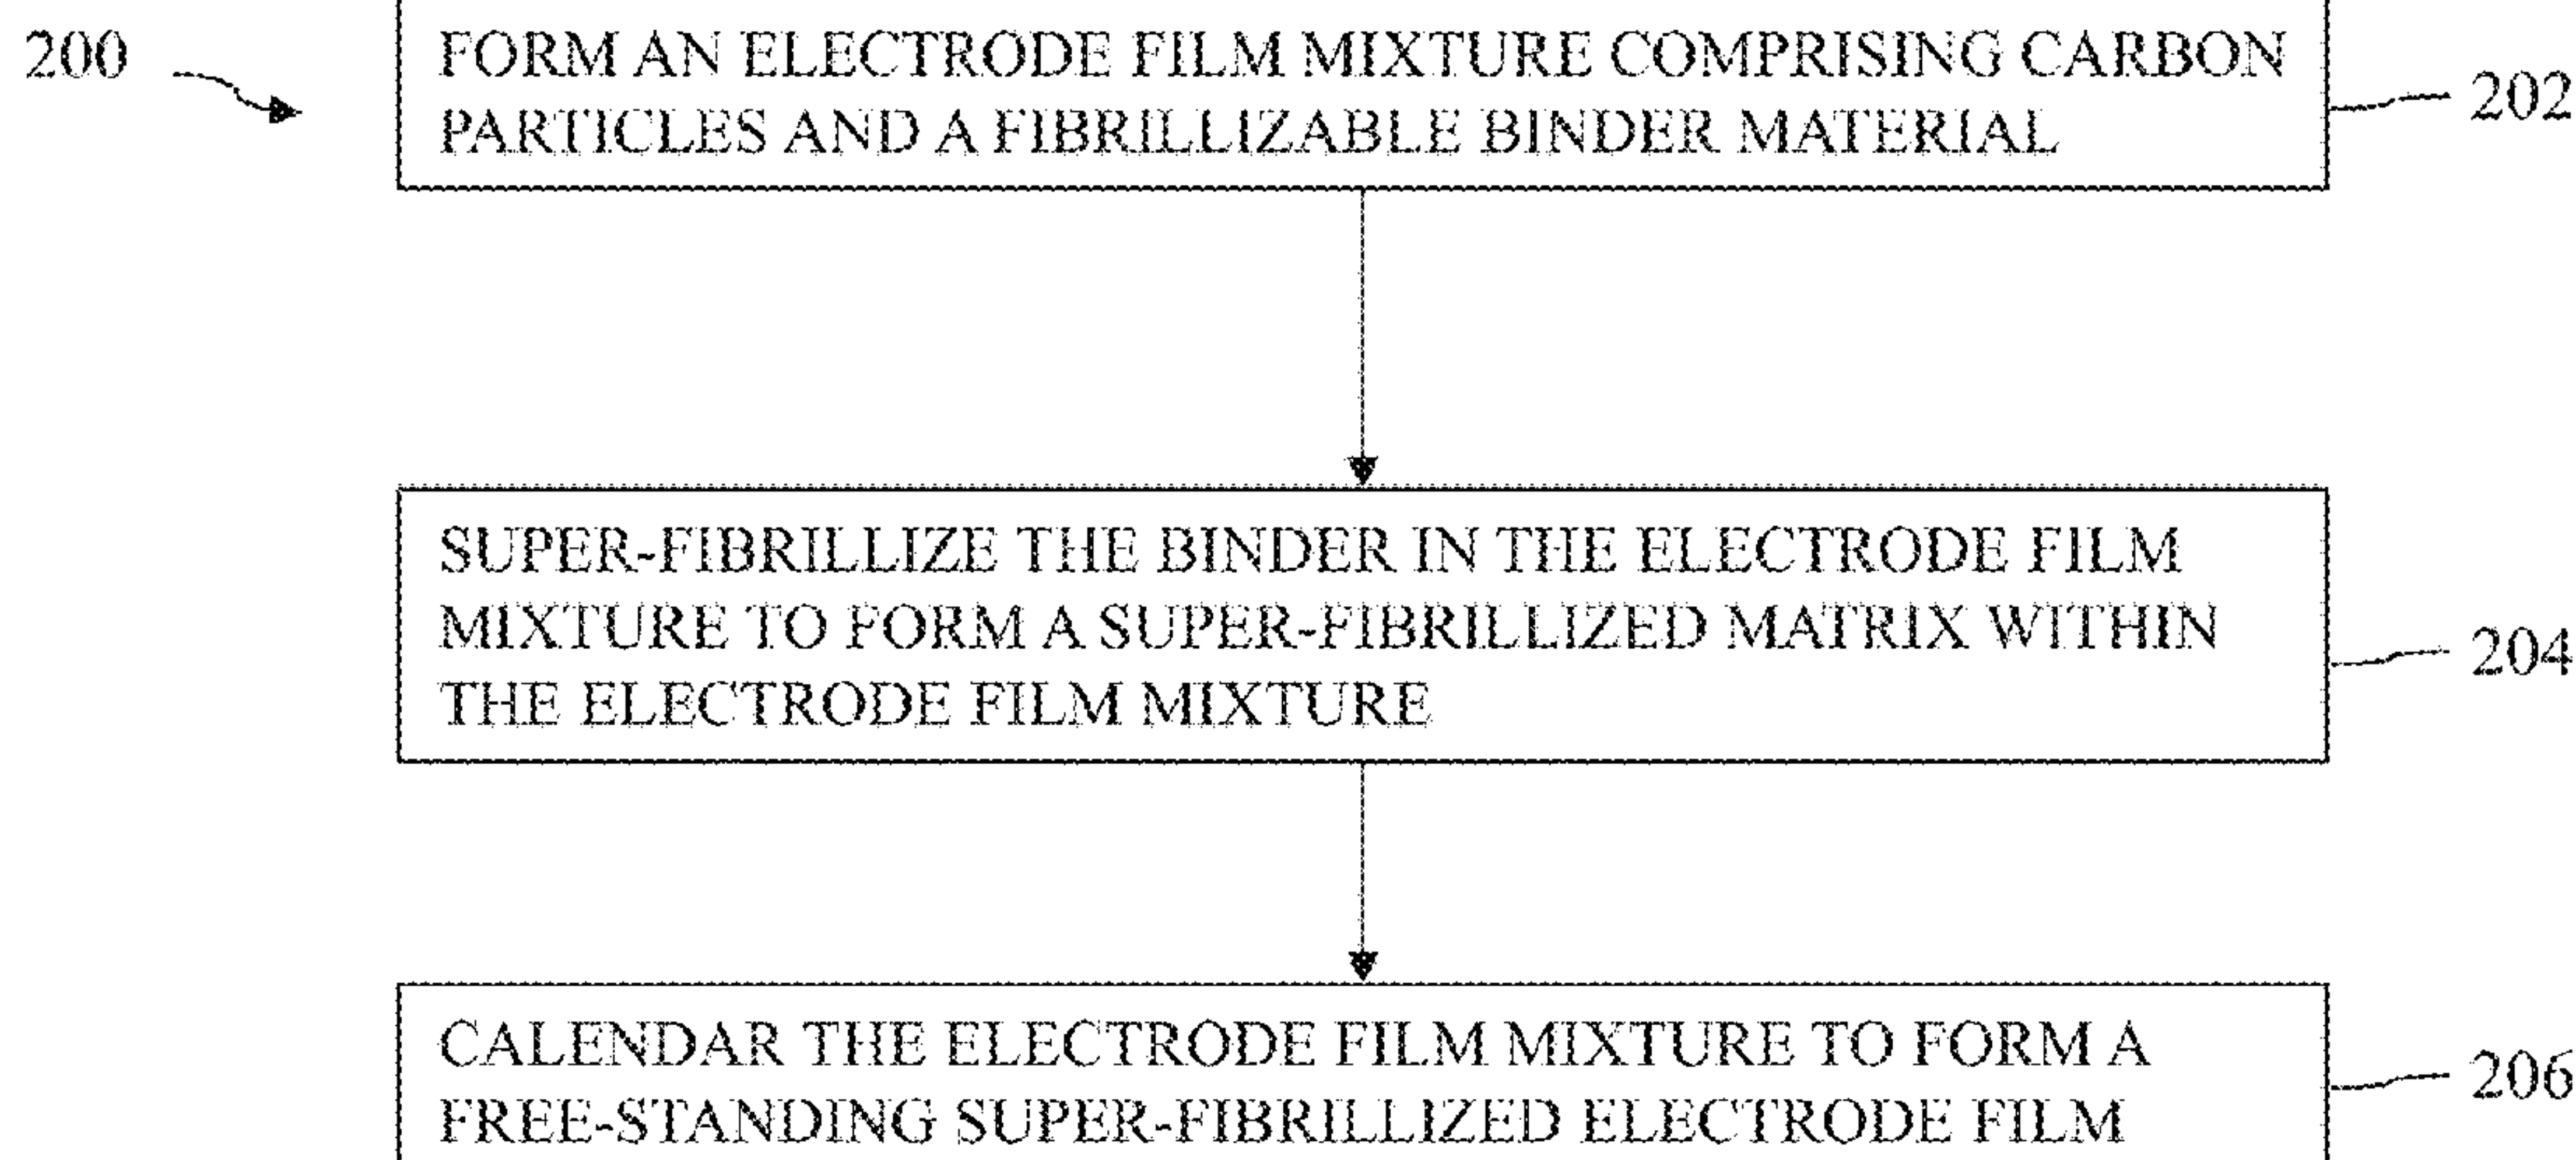 200
FORM AN ELECTRODE FILM MIXTURE COMPRISING CARBON
PARTICLES AND A FIBRILLIZABLE BINDER MATERIAL
202
SUPER-FIBRILLIZE THE BINDER IN THE ELECTRODE FILM
MIXTURE TO FORM A SUPER-FIBRILLIZED MATRIX WITHIN
THE ELECTRODE FILM MIXTURE
204
CALENDAR THE ELECTRODE FILM MIXTURE TO FORM A
FREE-STANDING SUPER-FIBRILLIZED ELECTRODE FILM
206